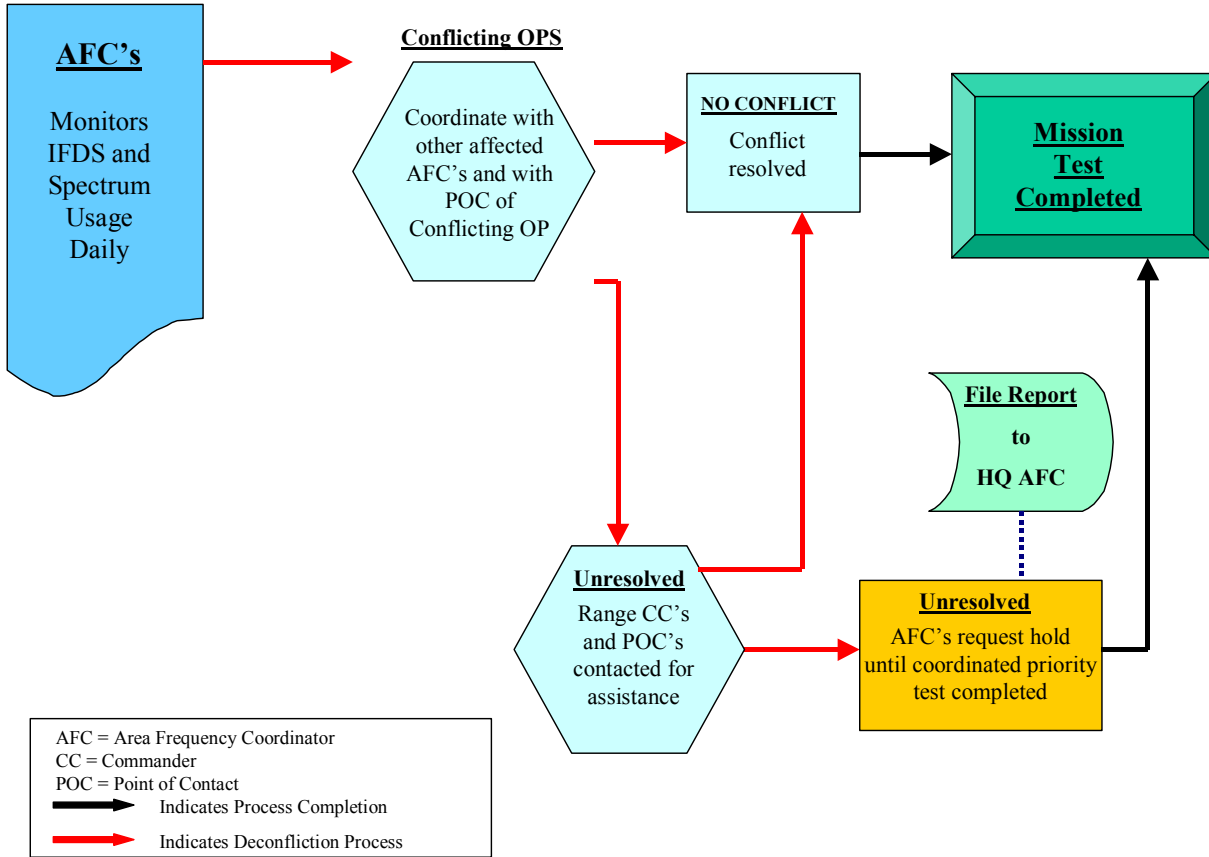 AFC's
Monitors
IFDS and
Spectrum
Usage
Daily
Conflicting OPS
Coordinate with
other affected
AFC's and with
POC of
Conflicting OP
NO CONFLICT
Conflict
resolved
Mission
Test
Completed
File Report
to
HQ AFC
Unresolved
Range CC's
and POC's
contacted for
assistance
Unresolved
AFC's request hold
until coordinated priority
test completed
AFC = Area Frequency Coordinator
CC = Commander
POC = Point of Contact
Indicates Process Completion
Indicates Deconfliction Process